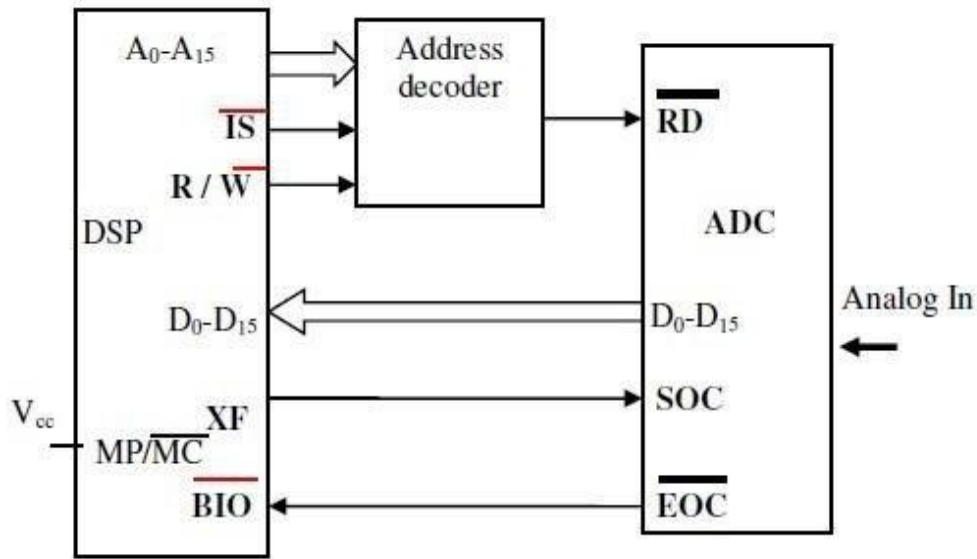 A₀-A₁₅
Address
decoder
IS
RD
R / W
ADC
DSP
Analog In
D₀-D₁₅
D₀-D₁₅
V꜀꜀
XF
SOC
MP/MC
BIO
EOC